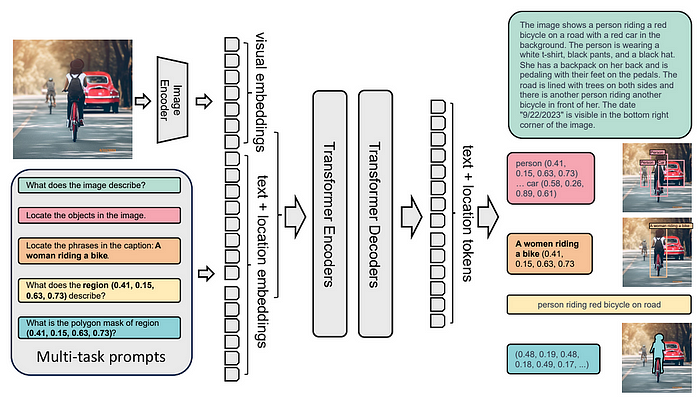 Image
Encoder
What does the image describe?
Locate the objects in the image.
Locate the phrases in the caption: A
woman riding a bike.
What does the region (0.41, 0.15,
0.63, 0.73) describe?
What is the polygon mask of region
(0.41, 0.15, 0.63, 0.73)?
Multi-task prompts
visual embeddings
text + location embeddings
Transformer Encoders
Transformer Decoders
text + location tokens
The image shows a person riding a red
bicycle on a road with a red car in the
background. The person is wearing a
white t-shirt, black pants, and a black hat.
She has a backpack on her back and is
pedaling with their feet on the pedals. The
road is lined with trees on both sides and
there is another person riding another
bicycle in front of her. The date
"9/22/2023" is visible in the bottom right
corner of the image.
person (0.41,
0.15, 0.63, 0.73)
... car (0.58, 0.26,
0.89, 0.61)
A women riding
a bike (0.41,
0.15, 0.63, 0.73
A woman riding a bike
person riding red bicycle on road
(0.48, 0.19, 0.48,
0.18, 0.49, 0.17, ...)